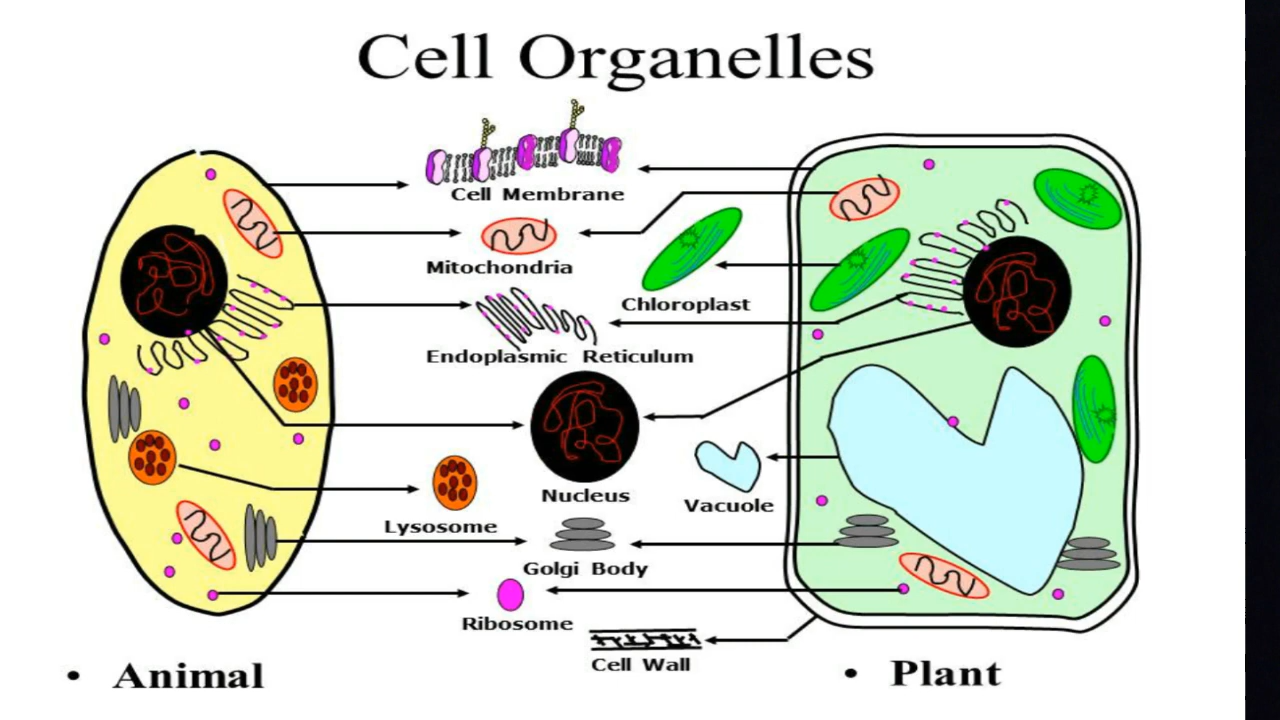 Cell Organelles
Cell Membrane
Mitochondria
Chloroplast
Endoplasmic Reticulum
Nucleus
Vacuole
Lysosome
Golgi Body
Ribosome
Cell Wall
• Animal
• Plant